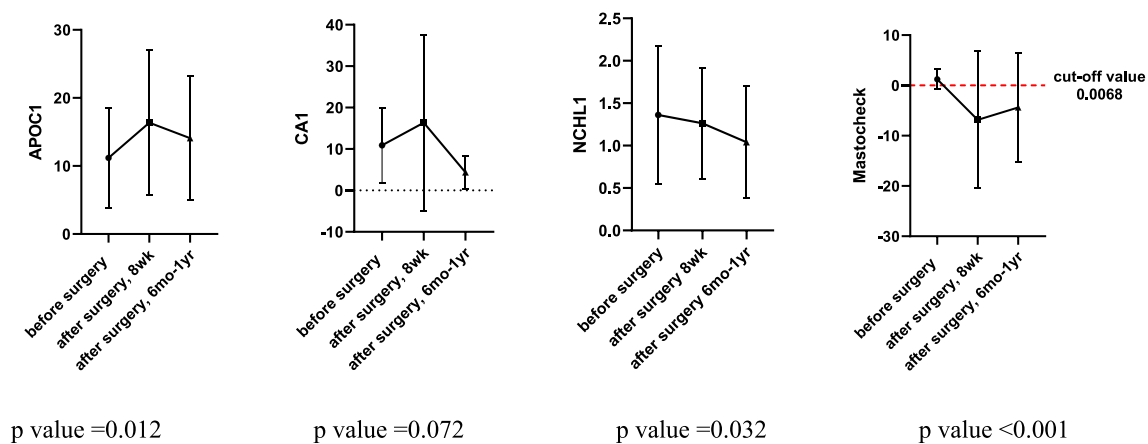 APOC1
30
20
10
0
before surgery
after surgery, 8wk
after surgery, 6mo-1yr
CA1
40
30
20
10
0
-10
before surgery
after surgery, 8wk
after surgery, 6mo-1yr
NCHL1
2.5
2.0
1.5
1.0
0.5
0.0
before surgery
after surgery 8wk
after surgery 6mo-1yr
Mastocheck
10
0
-10
-20
-30
cut-off value
0.0068
before surgery
after surgery, 8wk
after surgery, 6mo-1yr
p value =0.012
p value =0.072
p value =0.032
p value <0.001